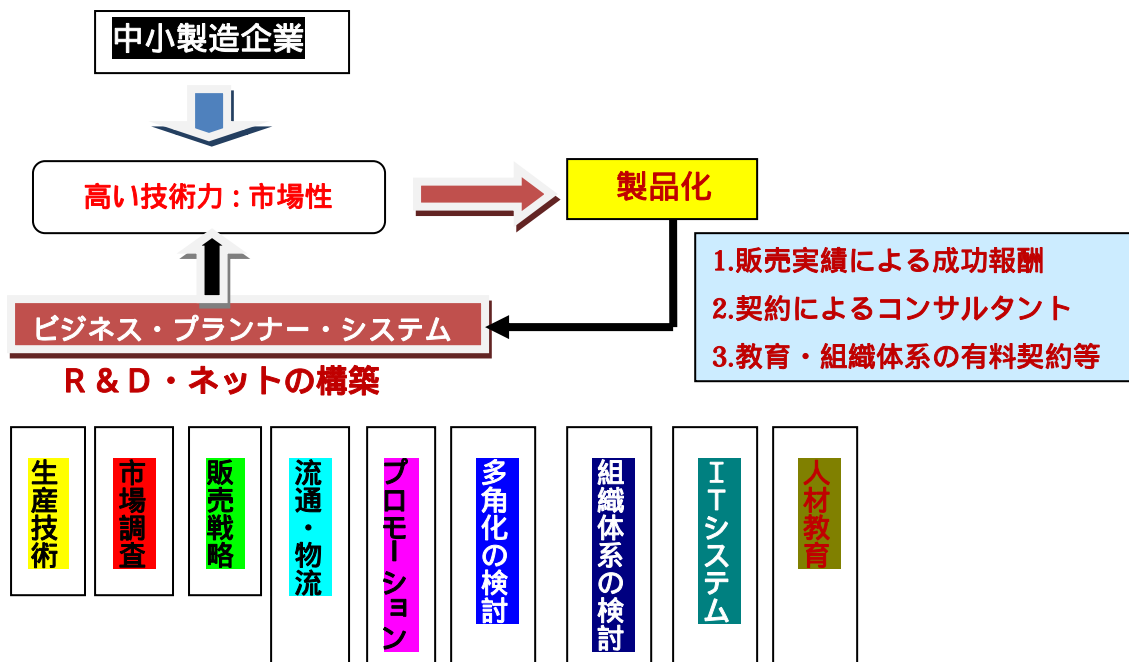 中小製造企業
高い技術力：市場性
製品化
1.販売実績による成功報酬
2.契約によるコンサルタント
3.教育・組織体系の有料契約等
ビジネス・プランナー・システム
Ｒ＆Ｄ・ネットの構築
生産技術
市場調査
販売戦略
流通・物流
プロモーション
多角化の検討
組織体系の検討
ＩＴシステム
人材教育